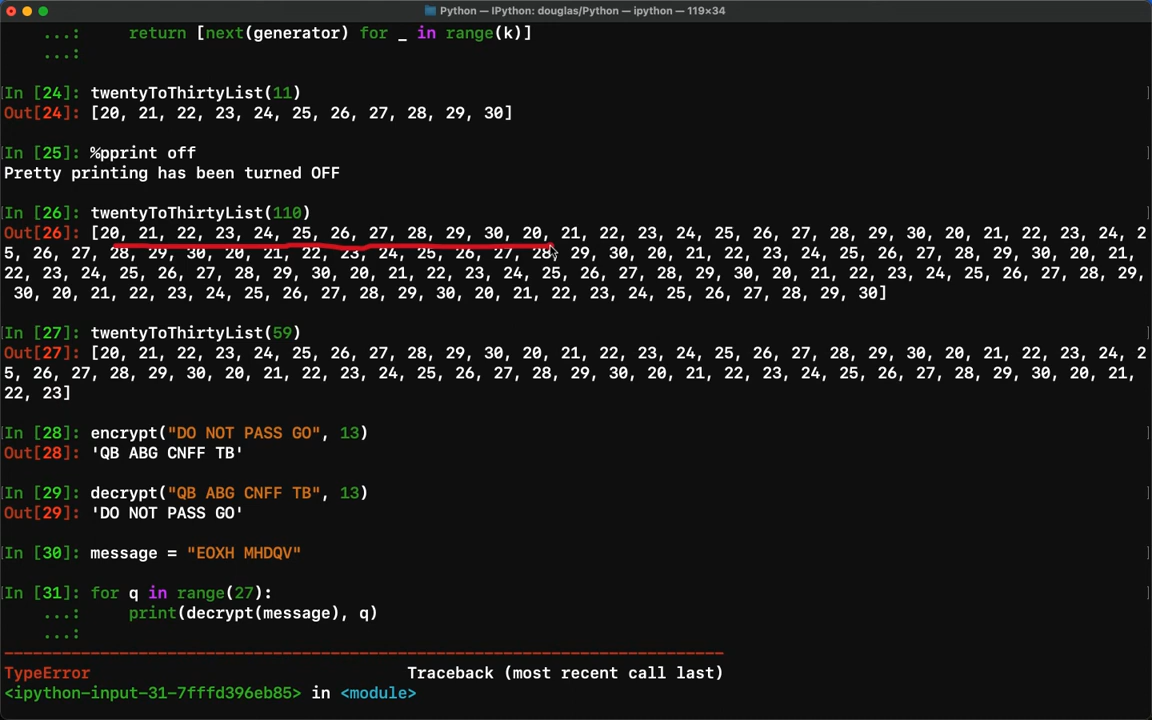 Python — IPython: douglas/Python — ipython — 119×34
...:     return [next(generator) for _ in range(k)]
...:
In [24]: twentyToThirtyList(11)
Out[24]: [20, 21, 22, 23, 24, 25, 26, 27, 28, 29, 30]
In [25]: %pprint off
Pretty printing has been turned OFF
In [26]: twentyToThirtyList(110)
Out[26]: [20, 21, 22, 23, 24, 25, 26, 27, 28, 29, 30, 20, 21, 22, 23, 24, 25, 26, 27, 28, 29, 30, 20, 21, 22, 23, 24, 2
5, 26, 27, 28, 29, 30, 20, 21, 22, 23, 24, 25, 26, 27, 28, 29, 30, 20, 21, 22, 23, 24, 25, 26, 27, 28, 29, 30, 20, 21,
22, 23, 24, 25, 26, 27, 28, 29, 30, 20, 21, 22, 23, 24, 25, 26, 27, 28, 29, 30, 20, 21, 22, 23, 24, 25, 26, 27, 28, 29,
30, 20, 21, 22, 23, 24, 25, 26, 27, 28, 29, 30, 20, 21, 22, 23, 24, 25, 26, 27, 28, 29, 30]
In [27]: twentyToThirtyList(59)
Out[27]: [20, 21, 22, 23, 24, 25, 26, 27, 28, 29, 30, 20, 21, 22, 23, 24, 25, 26, 27, 28, 29, 30, 20, 21, 22, 23, 24, 2
5, 26, 27, 28, 29, 30, 20, 21, 22, 23, 24, 25, 26, 27, 28, 29, 30, 20, 21, 22, 23, 24, 25, 26, 27, 28, 29, 30, 20, 21,
22, 23]
In [28]: encrypt("DO NOT PASS GO", 13)
Out[28]: 'QB ABG CNFF TB'
In [29]: decrypt("QB ABG CNFF TB", 13)
Out[29]: 'DO NOT PASS GO'
In [30]: message = "EOXH MHDQV"
In [31]: for q in range(27):
...:     print(decrypt(message), q)
...:
TypeError                                 Traceback (most recent call last)
<ipython-input-31-7fffd396eb85> in <module>